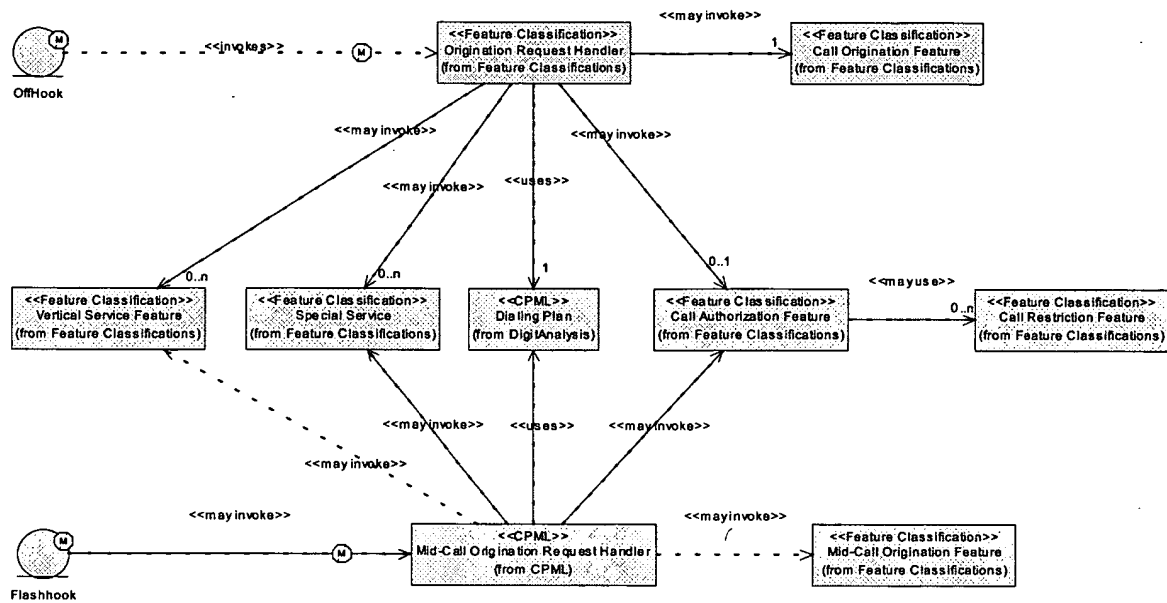 <<may invoke>>
M
<<invokes>>
M
<<Feature Classification>>
Origination Request Handler
(from Feature Classifications)
1
<<Feature Classification>>
Call Origination Feature
(from Feature Classifications)
OffHook
<<may invoke>>
<<may invoke>>
<<uses>>
<<may invoke>>
0..n
0..n
1
0..1
<<Feature Classification>>
Vertical Service Feature
(from Feature Classifications)
<<Feature Classification>>
Special Service
(from Feature Classifications)
<<CPML>>
Dialing Plan
(from DigitAnalysis)
<<Feature Classification>>
Call Authorization Feature
(from Feature Classifications)
<<may use>>
0..n
<<Feature Classification>>
Call Restriction Feature
(from Feature Classifications)
<<may invoke>>
<<may invoke>>
<<uses>>
<<may invoke>>
<<may invoke>>
M
M
<<CPML>>
Mid-Call Origination Request Handler
(from CPML)
<<may invoke>>
<<Feature Classification>>
Mid-Call Origination Feature
(from Feature Classifications)
Flashhook